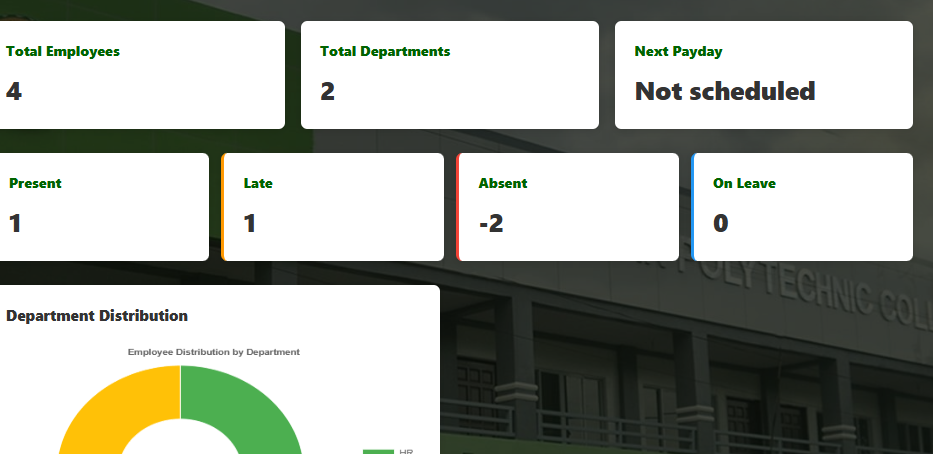 Total Employees
4
Total Departments
2
Next Payday
Not scheduled
Present
1
Late
1
Absent
-2
On Leave
0
POLYTECHNIC
Department Distribution
Employee Distribution by Department
HR